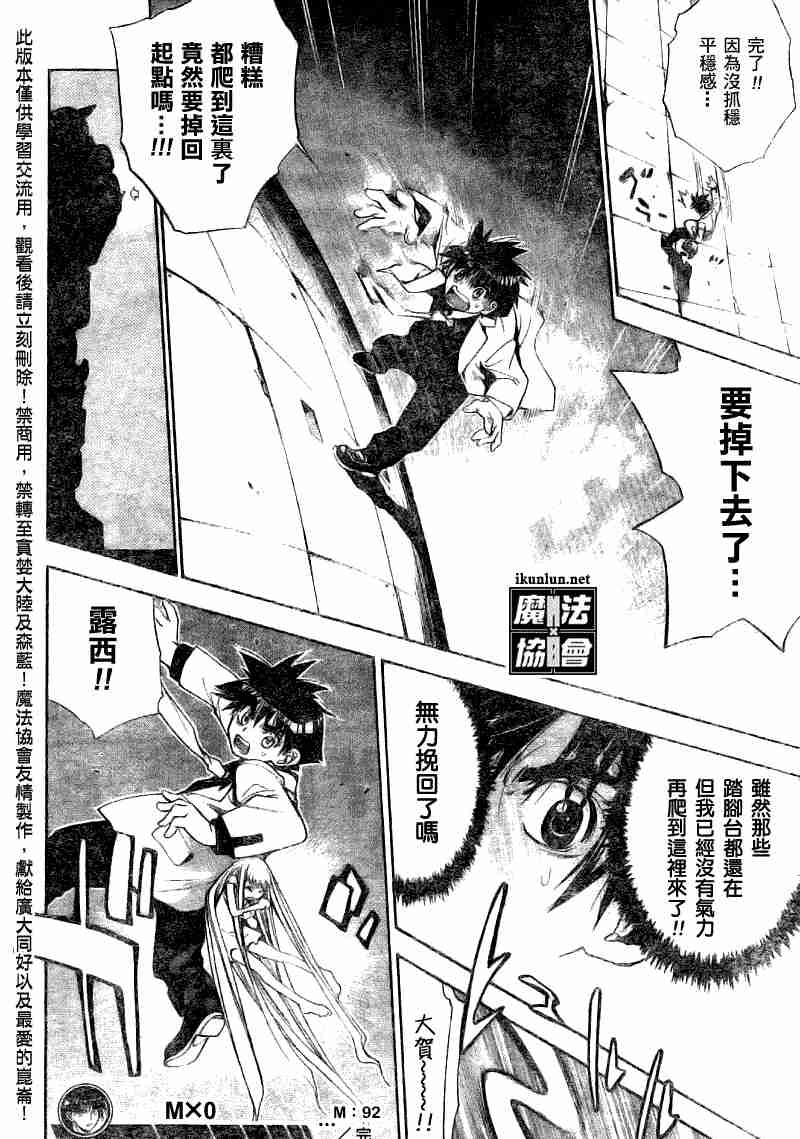 完了!!
因為沒抓穩
平穩感…
糟糕
都爬到這裏了
竟然要掉回
起點嗎…!!!
要掉下去了…
ikunlun.net
魔法
協會
M×0
雖然那些
踏腳台都還在
但我已經沒有氣力
再爬到這裡來了!!
無力挽回了嗎
露西!!
大賀~~~~!!
M×0
M：92
…／完
此版本僅供學習交流用，觀看後請立刻刪除！禁商用，禁轉至貪婪大陸及森藍！魔法協會友情製作，獻給廣大同好以及最愛的崑崙！